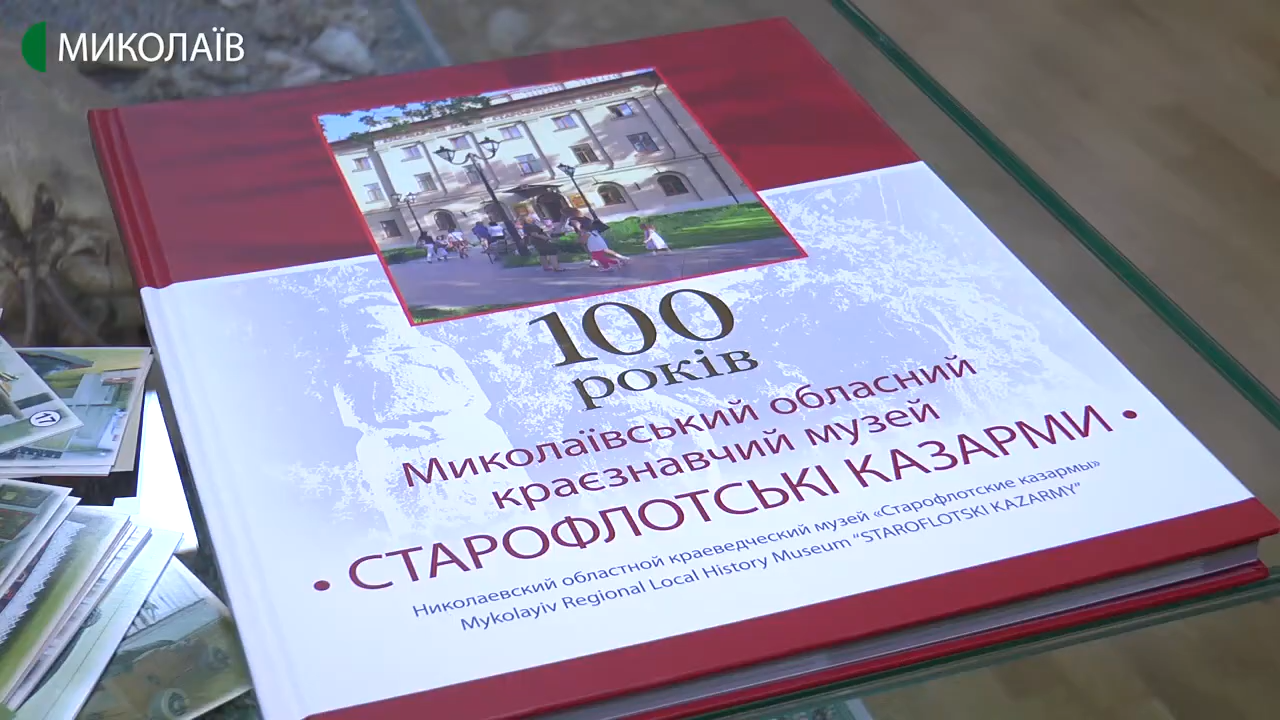 МИКОЛАЇВ
100
років
Миколаївський обласний
краєзнавчий музей
• СТАРОФЛОТСЬКІ КАЗАРМИ •
Николаевский областной краеведческий музей «Старофлотские казармы»
Mykolayiv Regional Local History Museum “STAROFLOTSKI KAZARMY”
17